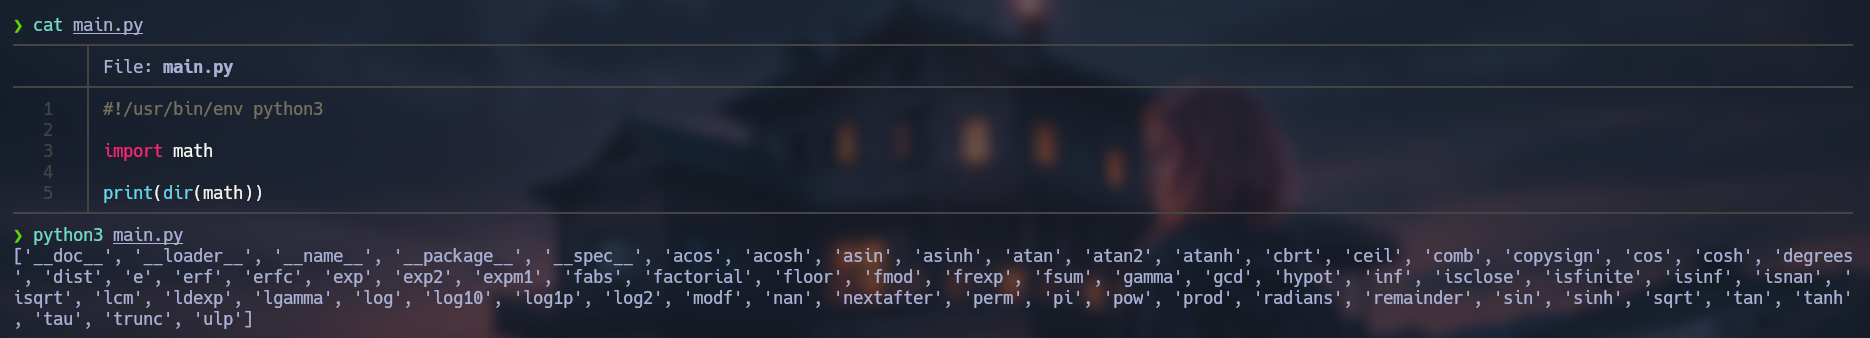 ❯ cat main.py
File: main.py
1 #!/usr/bin/env python3
2
3 import math
4
5 print(dir(math))
❯ python3 main.py
['__doc__', '__loader__', '__name__', '__package__', '__spec__', 'acos', 'acosh', 'asin', 'asinh', 'atan', 'atan2', 'atanh', 'cbrt', 'ceil', 'comb', 'copysign', 'cos', 'cosh', 'degrees
', 'dist', 'e', 'erf', 'erfc', 'exp', 'exp2', 'expm1', 'fabs', 'factorial', 'floor', 'fmod', 'frexp', 'fsum', 'gamma', 'gcd', 'hypot', 'inf', 'isclose', 'isfinite', 'isinf', 'isnan', '
isqrt', 'lcm', 'ldexp', 'lgamma', 'log', 'log10', 'log1p', 'log2', 'modf', 'nan', 'nextafter', 'perm', 'pi', 'pow', 'prod', 'radians', 'remainder', 'sin', 'sinh', 'sqrt', 'tan', 'tanh'
, 'tau', 'trunc', 'ulp']